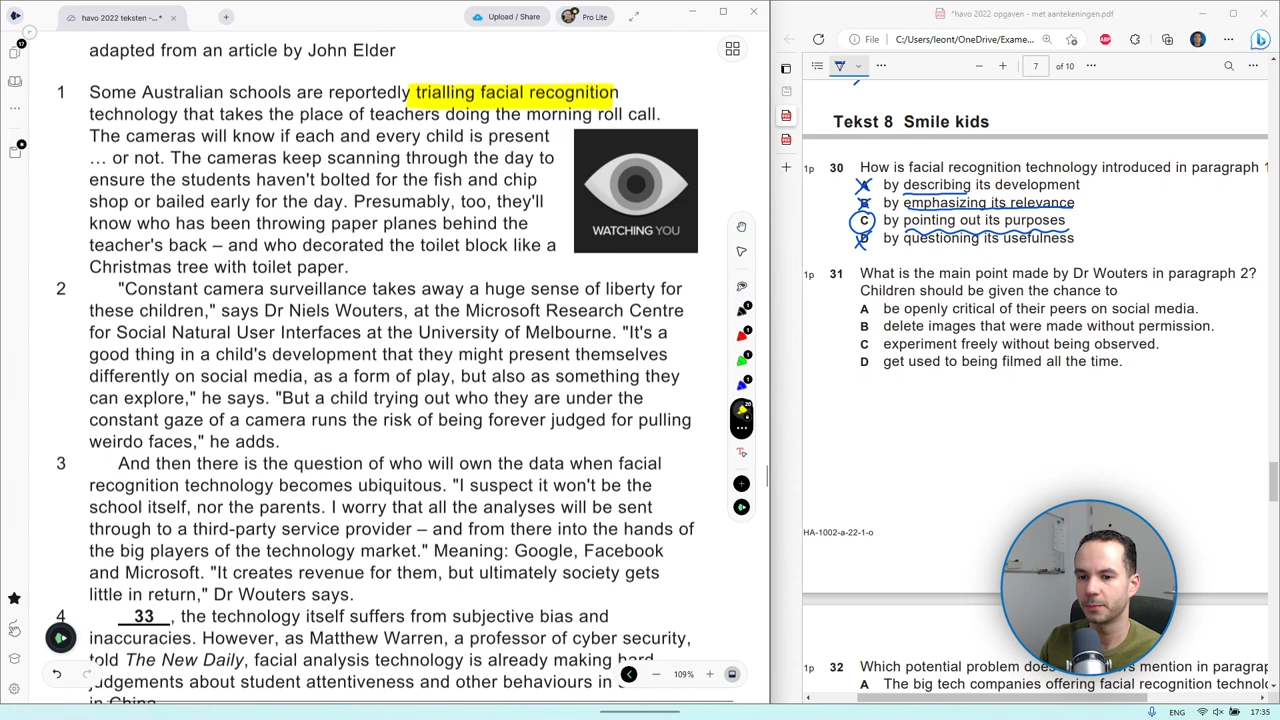 havo 2022 teksten -...*
Upload / Share
Pro Lite
*havo 2022 opgaven - met aantekeningen.pdf
File
C:/Users/leont/OneDrive/Exame...
7 of 10
adapted from an article by John Elder
1 Some Australian schools are reportedly trialling facial recognition
technology that takes the place of teachers doing the morning roll call.
The cameras will know if each and every child is present
… or not. The cameras keep scanning through the day to
ensure the students haven't bolted for the fish and chip
shop or bailed early for the day. Presumably, too, they'll
know who has been throwing paper planes behind the
teacher's back – and who decorated the toilet block like a
Christmas tree with toilet paper.
WATCHING YOU
2 "Constant camera surveillance takes away a huge sense of liberty for
these children," says Dr Niels Wouters, at the Microsoft Research Centre
for Social Natural User Interfaces at the University of Melbourne. "It's a
good thing in a child's development that they might present themselves
differently on social media, as a form of play, but also as something they
can explore," he says. "But a child trying out who they are under the
constant gaze of a camera runs the risk of being forever judged for pulling
weirdo faces," he adds.
3 And then there is the question of who will own the data when facial
recognition technology becomes ubiquitous. "I suspect it won't be the
school itself, nor the parents. I worry that all the analyses will be sent
through to a third-party service provider – and from there into the hands of
the big players of the technology market." Meaning: Google, Facebook
and Microsoft. "It creates revenue for them, but ultimately society gets
little in return," Dr Wouters says.
4 33 , the technology itself suffers from subjective bias and
inaccuracies. However, as Matthew Warren, a professor of cyber security,
told The New Daily, facial analysis technology is already making hard
judgements about student attentiveness and other behaviours in
in China
109%
Tekst 8 Smile kids
1p 30 How is facial recognition technology introduced in paragraph 1
A by describing its development
B by emphasizing its relevance
C by pointing out its purposes
D by questioning its usefulness
1p 31 What is the main point made by Dr Wouters in paragraph 2?
Children should be given the chance to
A be openly critical of their peers on social media.
B delete images that were made without permission.
C experiment freely without being observed.
D get used to being filmed all the time.
HA-1002-a-22-1-o
1p 32 Which potential problem does
mention in paragrap
A The big tech companies offering facial recognition technolo
ENG
17:35